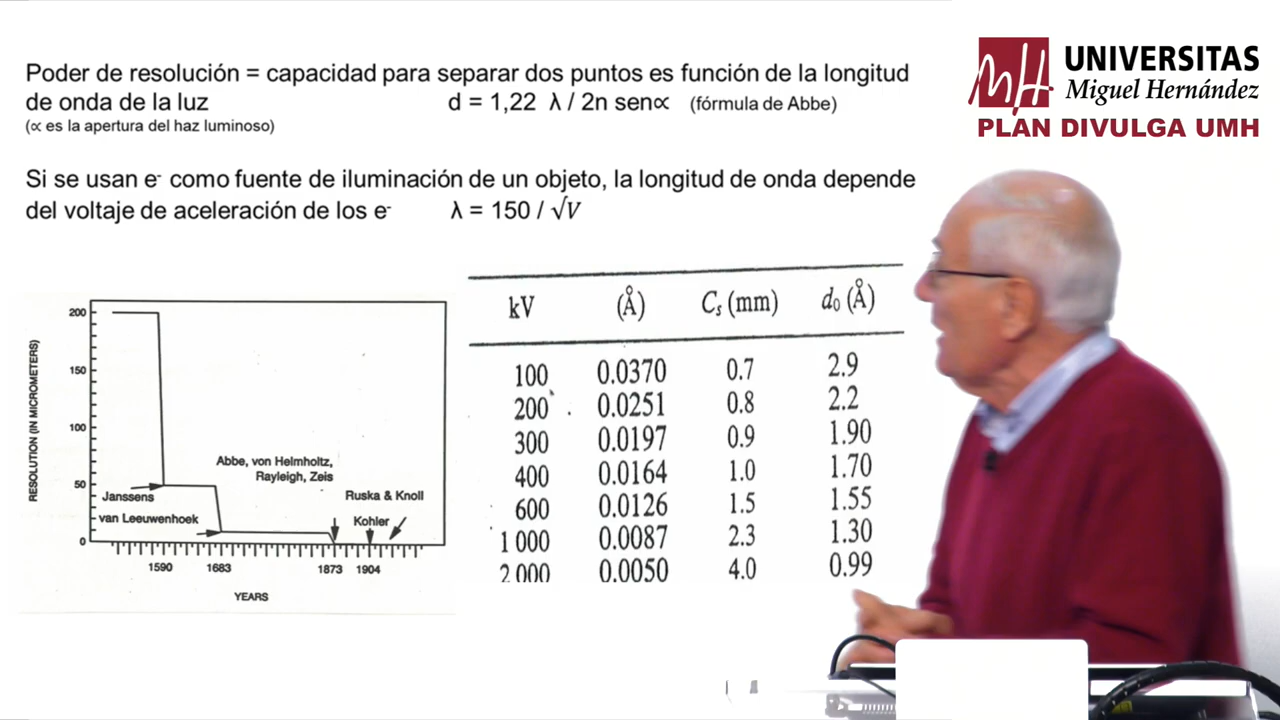 Poder de resolución = capacidad para separar dos puntos es función de la longitud
de onda de la luz d = 1,22 λ / 2n sen∝ (fórmula de Abbe)
(∝ es la apertura del haz luminoso)
Si se usan e- como fuente de iluminación de un objeto, la longitud de onda depende
del voltaje de aceleración de los e- λ = 150 / √V
UNIVERSITAS
Miguel Hernández
PLAN DIVULGA UMH
RESOLUTION (IN MICROMETERS)
200
150
100
50
0
Abbe, von Helmholtz,
Rayleigh, Zeis
Janssens
van Leeuwenhoek
Ruska & Knoll
Kohler
1590 1683 1873 1904
YEARS
kV (Å) Cs (mm) d0 (Å)
100 0.0370 0.7 2.9
200 0.0251 0.8 2.2
300 0.0197 0.9 1.90
400 0.0164 1.0 1.70
600 0.0126 1.5 1.55
1 000 0.0087 2.3 1.30
2 000 0.0050 4.0 0.99